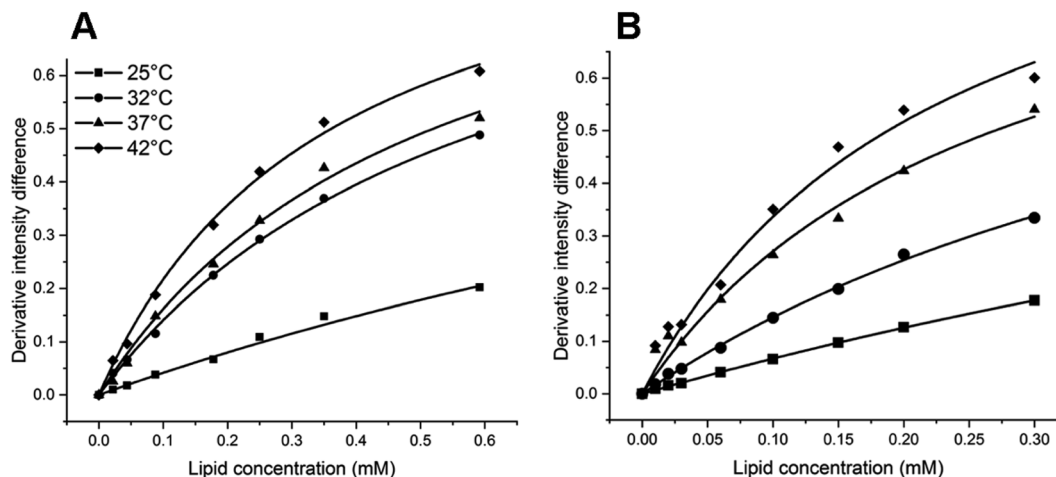 A
25°C
32°C
37°C
42°C
Derivative intensity difference
0.6
0.5
0.4
0.3
0.2
0.1
0.0
0.0 0.1 0.2 0.3 0.4 0.5 0.6
Lipid concentration (mM)
B
Derivative intensity difference
0.6
0.5
0.4
0.3
0.2
0.1
0.0
0.00 0.05 0.10 0.15 0.20 0.25 0.30
Lipid concentration (mM)